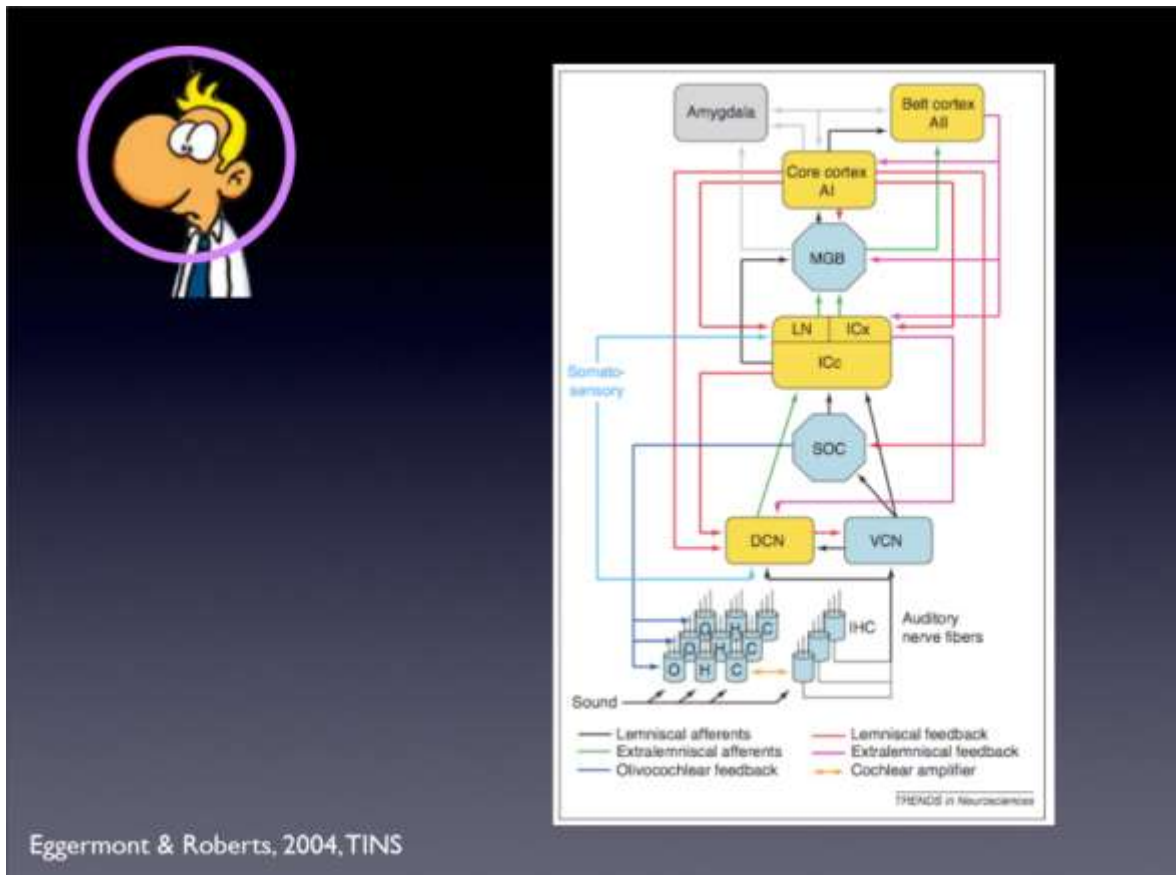 Amygdala
Belt cortex
AII
Core cortex
AI
MGB
LN
ICx
ICc
Somato-
sensory
SOC
DCN
VCN
O H C
O H C
O H C
IHC
Auditory
nerve fibers
Sound
Lemniscal afferents
Lemniscal feedback
Extralemniscal afferents
Extralemniscal feedback
Olivocochlear feedback
Cochlear amplifier
TRENDS in Neurosciences
Eggermont & Roberts, 2004, TINS